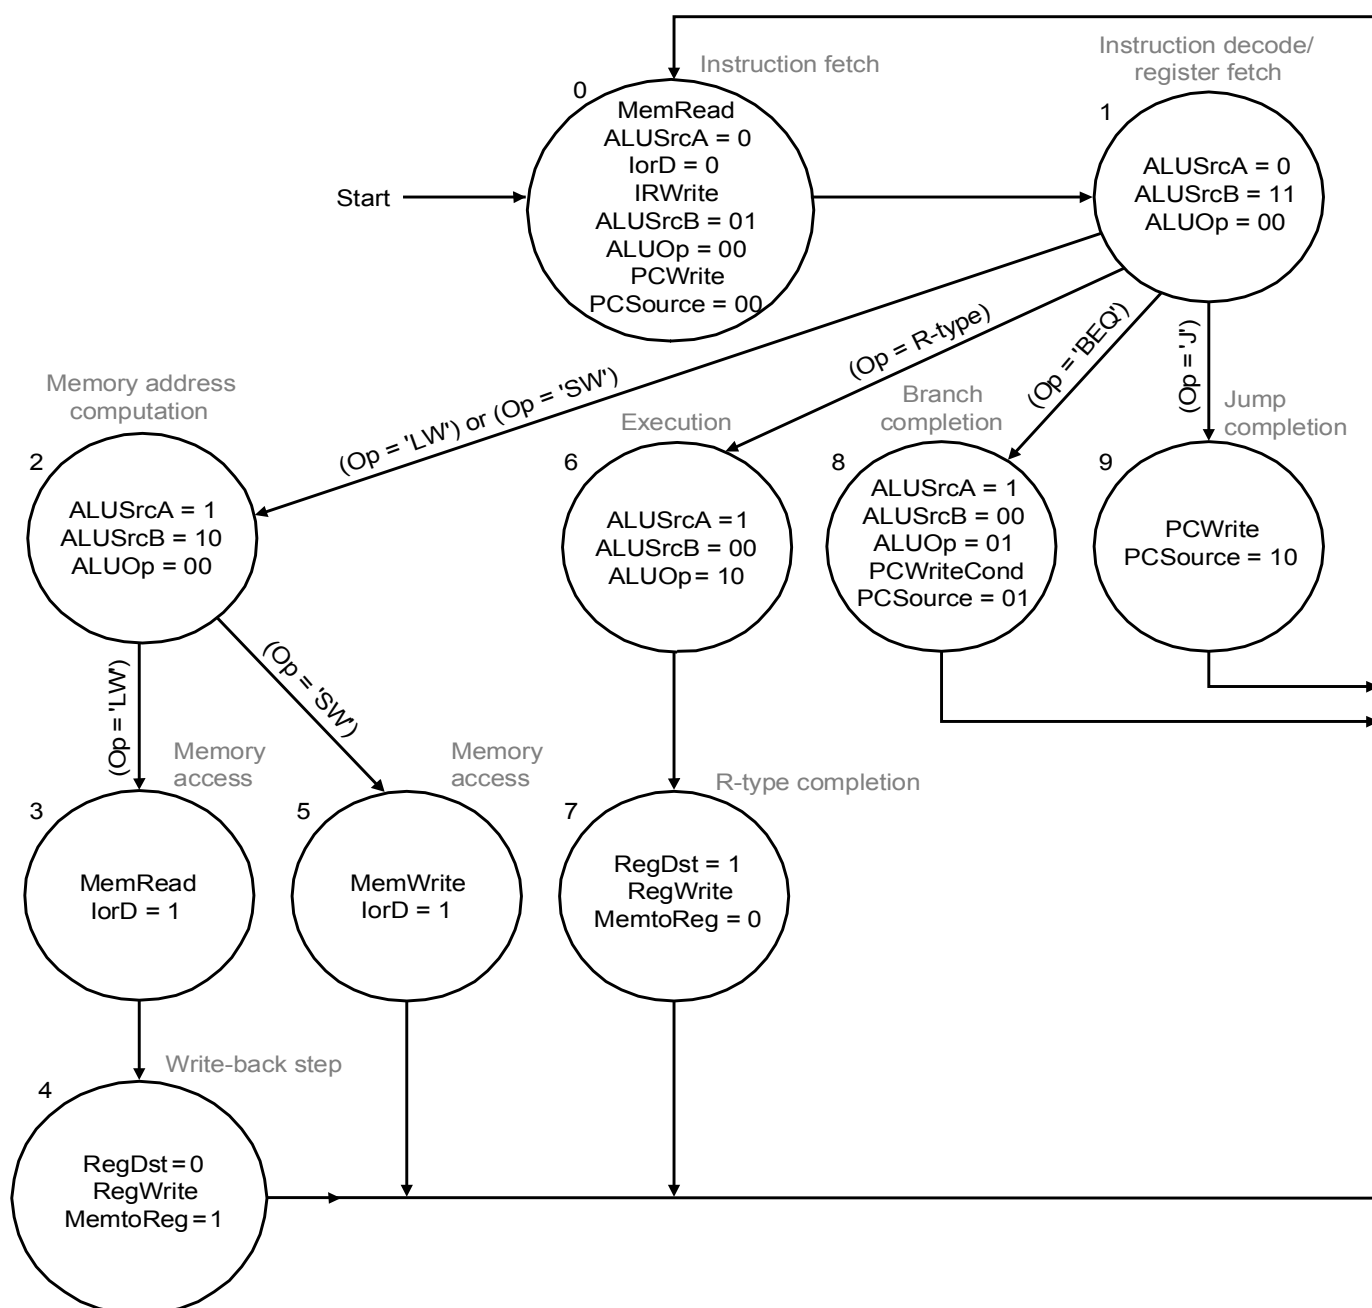 Instruction fetch
0
MemRead
ALUSrcA = 0
IorD = 0
IRWrite
ALUSrcB = 01
ALUOp = 00
PCWrite
PCSource = 00
Start
Instruction decode/
register fetch
1
ALUSrcA = 0
ALUSrcB = 11
ALUOp = 00
(Op = 'LW') or (Op = 'SW')
(Op = R-type)
(Op = 'BEQ')
(Op = 'J')
Memory address
computation
2
ALUSrcA = 1
ALUSrcB = 10
ALUOp = 00
Execution
6
ALUSrcA = 1
ALUSrcB = 00
ALUOp = 10
Branch
completion
8
ALUSrcA = 1
ALUSrcB = 00
ALUOp = 01
PCWriteCond
PCSource = 01
Jump
completion
9
PCWrite
PCSource = 10
(Op = 'LW')
(Op = 'SW')
Memory
access
3
MemRead
IorD = 1
Memory
access
5
MemWrite
IorD = 1
R-type completion
7
RegDst = 1
RegWrite
MemtoReg = 0
Write-back step
4
RegDst = 0
RegWrite
MemtoReg = 1